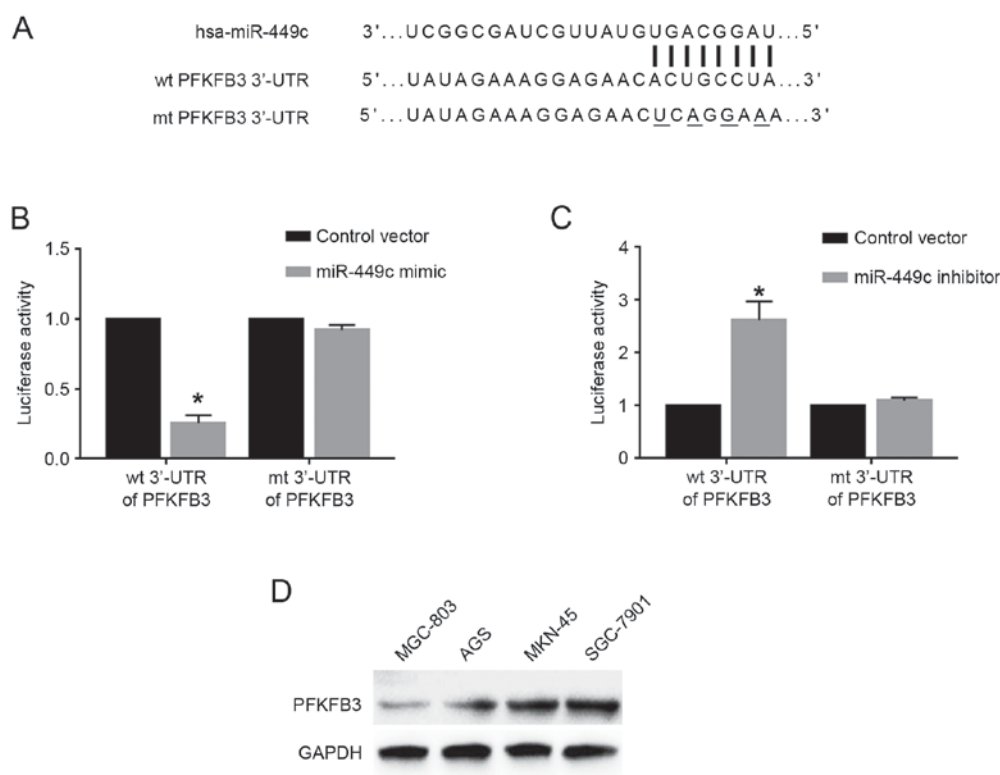 A
hsa-miR-449c 3'...UCGGCGAUCGUUAUGUGACGGAU...5'
wt PFKFB3 3'-UTR 5'...UAUAGAAAGGAGAACACUGCCUA...3'
mt PFKFB3 3'-UTR 5'...UAUAGAAAGGAGAACUCAGGAAA...3'
B
Control vector
miR-449c mimic
Luciferase activity
1.5
1.0
0.5
0.0
*
wt 3'-UTR
of PFKFB3
mt 3'-UTR
of PFKFB3
C
Control vector
miR-449c inhibitor
Luciferase activity
4
3
2
1
0
*
wt 3'-UTR
of PFKFB3
mt 3'-UTR
of PFKFB3
D
MGC-803 AGS MKN-45 SGC-7901
PFKFB3
GAPDH